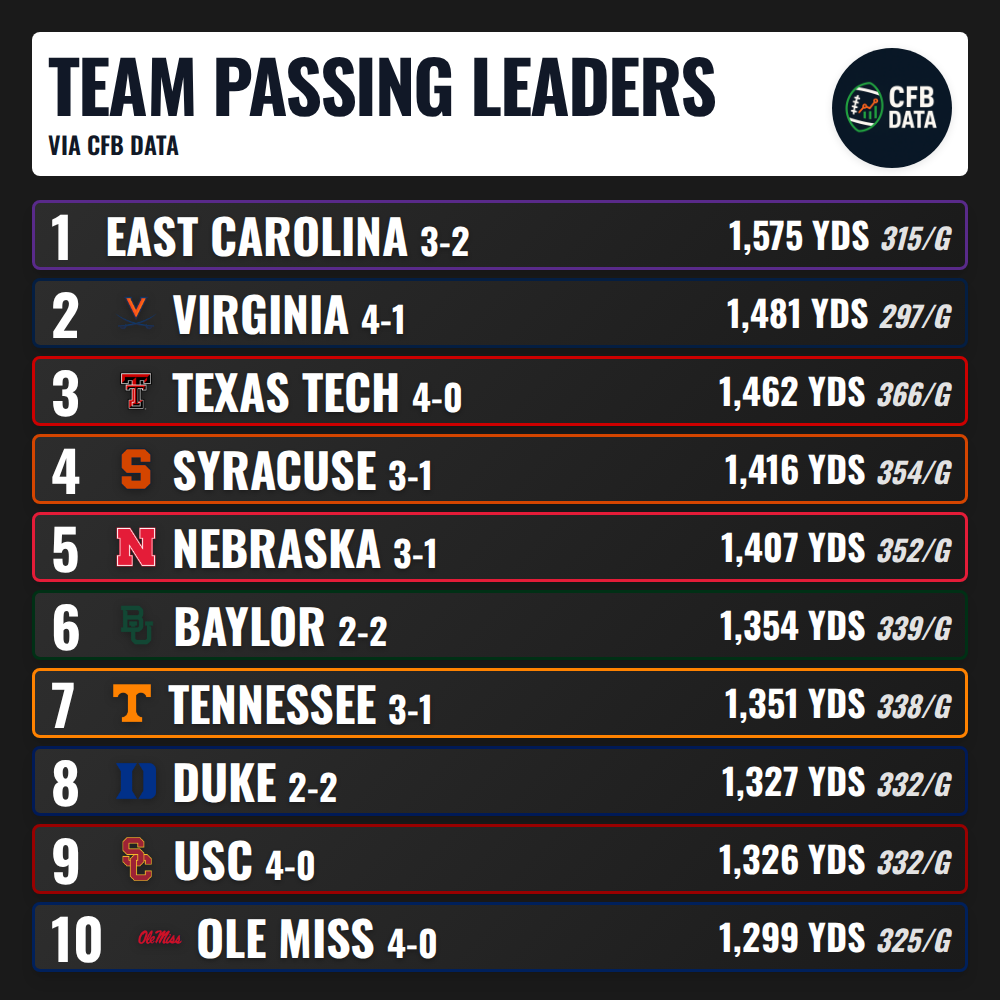 TEAM PASSING LEADERS
VIA CFB DATA
CFB
DATA
1 EAST CAROLINA 3-2 1,575 YDS 315/G
2 VIRGINIA 4-1 1,481 YDS 297/G
3 TEXAS TECH 4-0 1,462 YDS 366/G
4 S SYRACUSE 3-1 1,416 YDS 354/G
5 N NEBRASKA 3-1 1,407 YDS 352/G
6 BU BAYLOR 2-2 1,354 YDS 339/G
7 T TENNESSEE 3-1 1,351 YDS 338/G
8 D DUKE 2-2 1,327 YDS 332/G
9 SC USC 4-0 1,326 YDS 332/G
10 Ole Miss OLE MISS 4-0 1,299 YDS 325/G